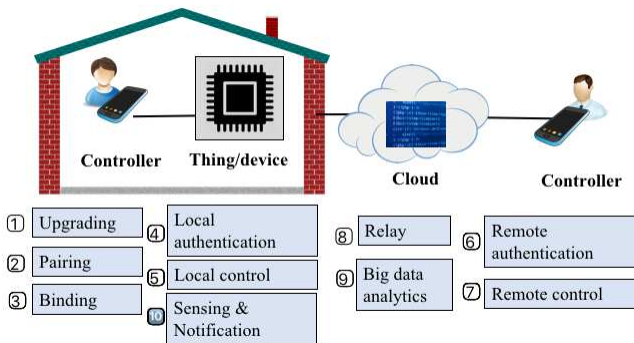 Controller
Thing/device
Cloud
Controller
1 Upgrading
2 Pairing
3 Binding
4 Local
authentication
5 Local control
10 Sensing &
Notification
8 Relay
9 Big data
analytics
6 Remote
authentication
7 Remote control